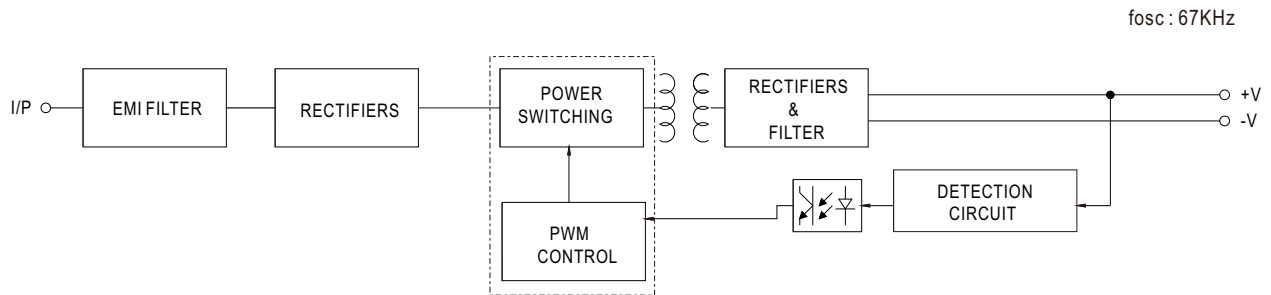 fosc : 67KHz
I/P
EMI FILTER
RECTIFIERS
POWER
SWITCHING
RECTIFIERS
&
FILTER
+V
-V
DETECTION
CIRCUIT
PWM
CONTROL